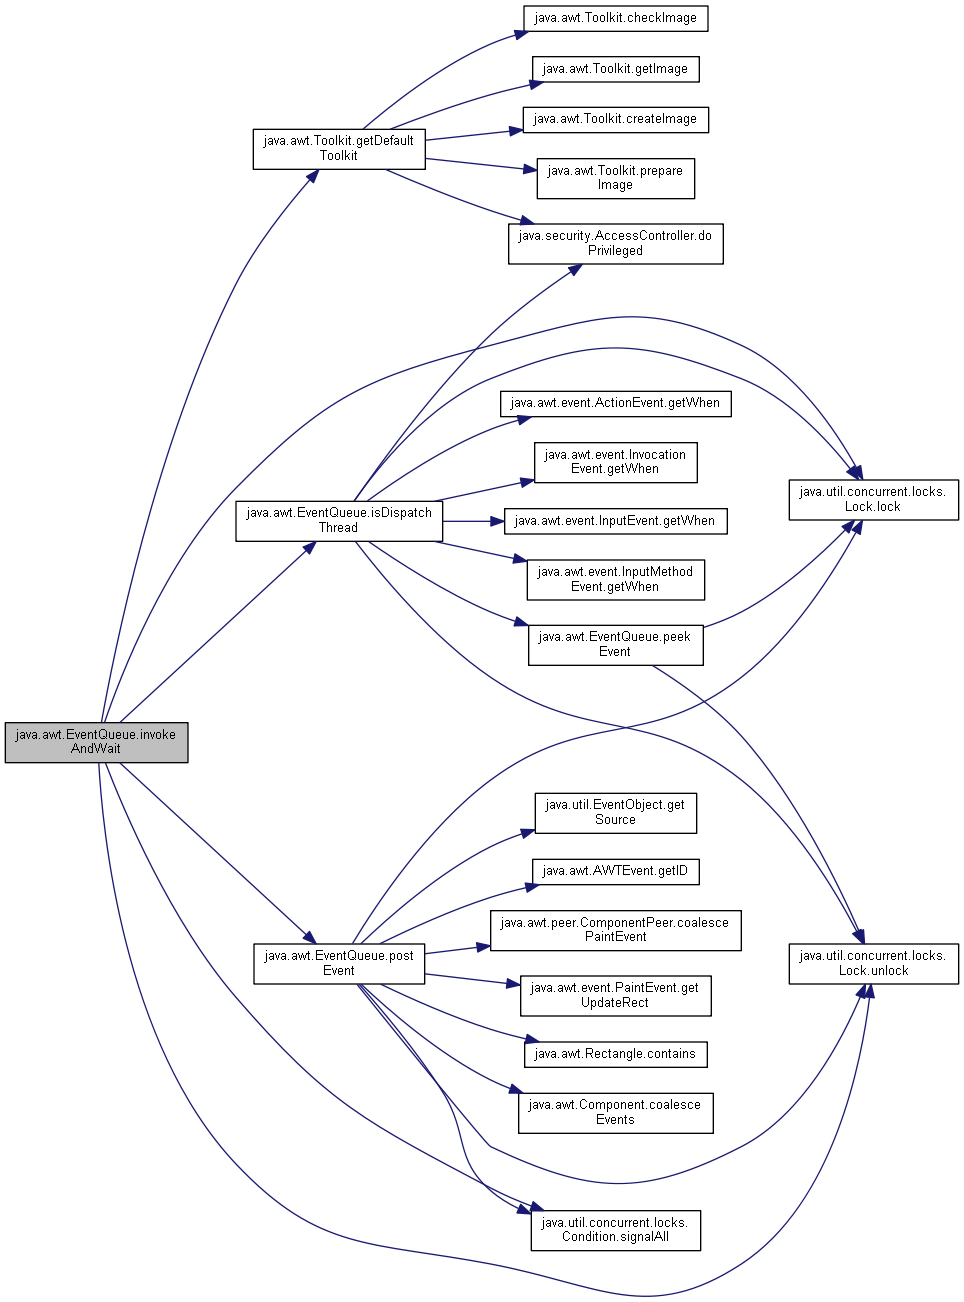 java.awt.Toolkit.checkImage
java.awt.Toolkit.getImage
java.awt.Toolkit.createImage
java.awt.Toolkit.getDefault
Toolkit
java.awt.Toolkit.prepare
Image
java.security.AccessController.do
Privileged
java.awt.event.ActionEvent.getWhen
java.awt.event.Invocation
Event.getWhen
java.util.concurrent.locks.
Lock.lock
java.awt.EventQueue.isDispatch
Thread
java.awt.event.InputEvent.getWhen
java.awt.event.InputMethod
Event.getWhen
java.awt.EventQueue.peek
Event
java.awt.EventQueue.invoke
AndWait
java.util.EventObject.get
Source
java.awt.AWTEvent.getID
java.awt.peer.ComponentPeer.coalesce
PaintEvent
java.awt.EventQueue.post
Event
java.util.concurrent.locks.
Lock.unlock
java.awt.event.PaintEvent.get
UpdateRect
java.awt.Rectangle.contains
java.awt.Component.coalesce
Events
java.util.concurrent.locks.
Condition.signalAll